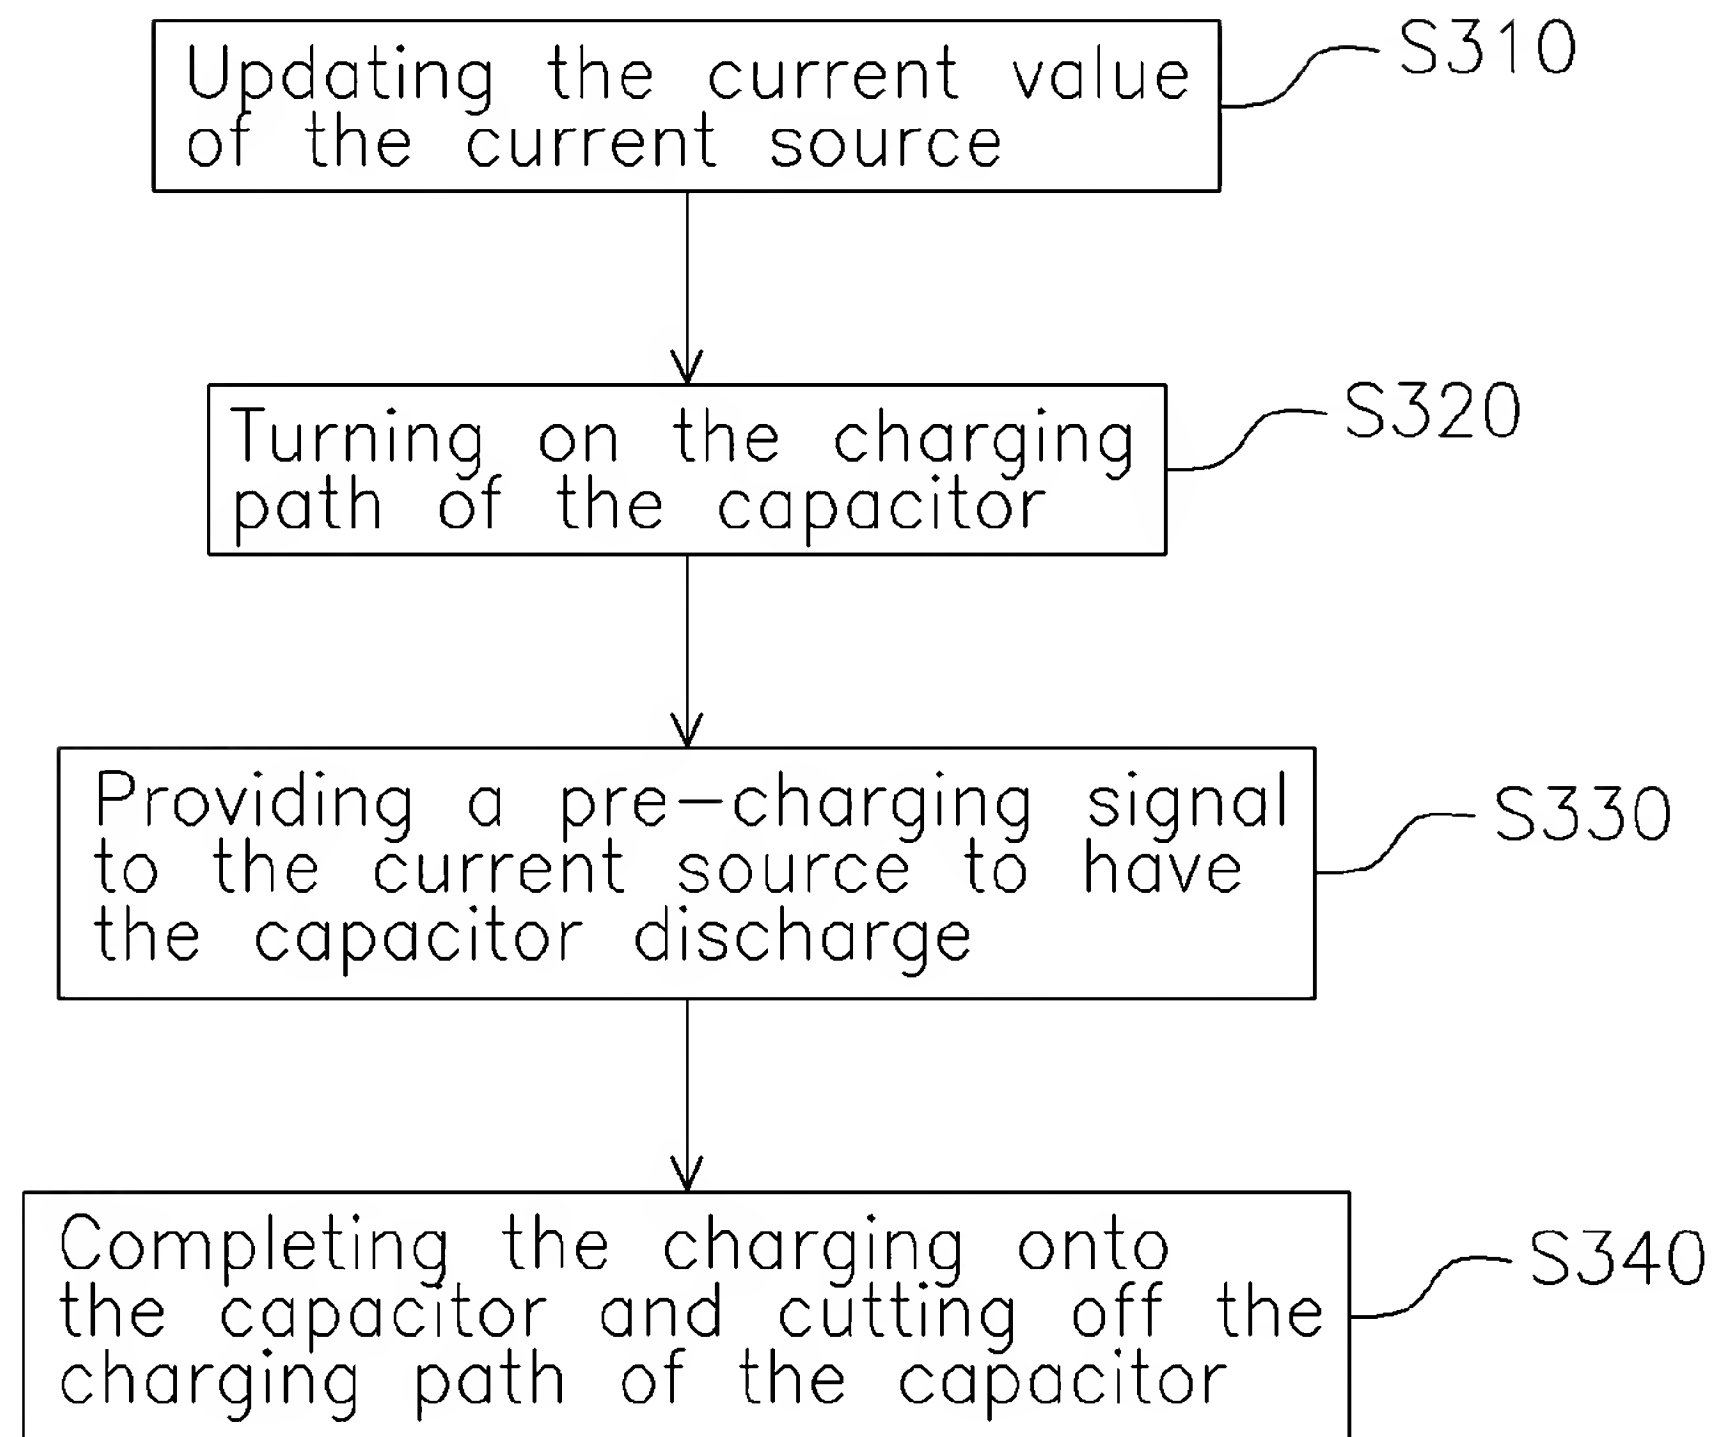 Updating the current value
of the current source
S310
Turning on the charging
path of the capacitor
S320
Providing a pre-charging signal
to the current source to have
the capacitor discharge
S330
Completing the charging onto
the capacitor and cutting off the
charging path of the capacitor
S340